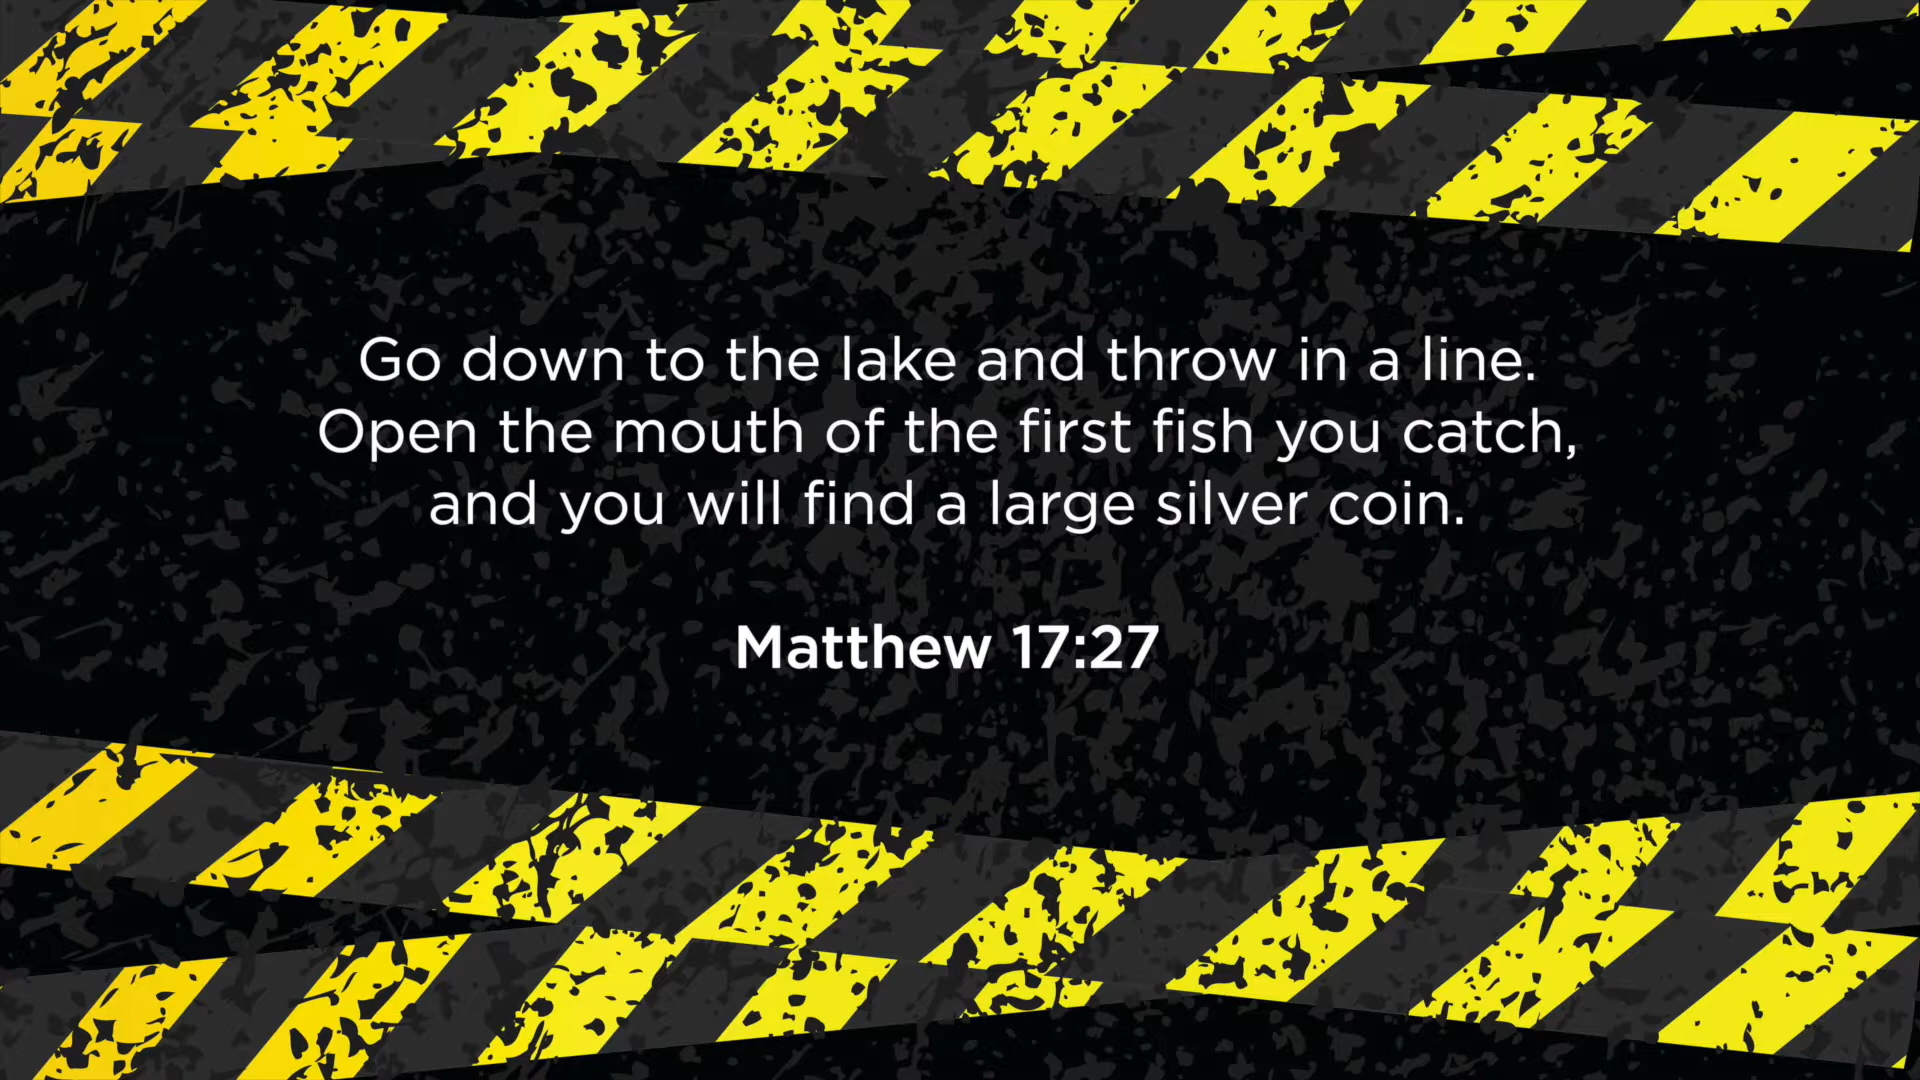 Go down to the lake and throw in a line.
Open the mouth of the first fish you catch,
and you will find a large silver coin.
Matthew 17:27